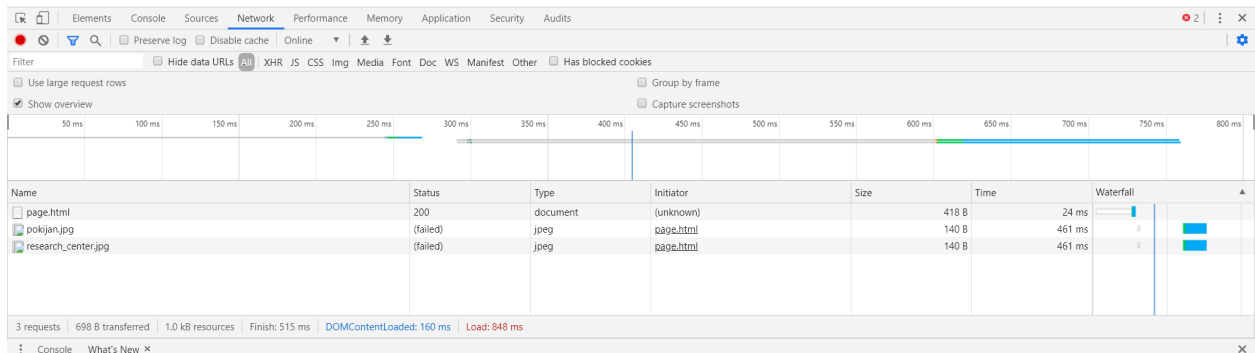 Elements Console Sources Network Performance Memory Application Security Audits 2
Preserve log Disable cache Online
Filter Hide data URLs All XHR JS CSS Img Media Font Doc WS Manifest Other Has blocked cookies
Use large request rows Group by frame
Show overview Capture screenshots
50 ms 100 ms 150 ms 200 ms 250 ms 300 ms 350 ms 400 ms 450 ms 500 ms 550 ms 600 ms 650 ms 700 ms 750 ms 800 ms
Name Status Type Initiator Size Time Waterfall
page.html 200 document (unknown) 418 B 24 ms
pokijan.jpg (failed) jpeg page.html 140 B 461 ms
research_center.jpg (failed) jpeg page.html 140 B 461 ms
3 requests 698 B transferred 1.0 kB resources Finish: 515 ms DOMContentLoaded: 160 ms Load: 848 ms
Console What's New ×